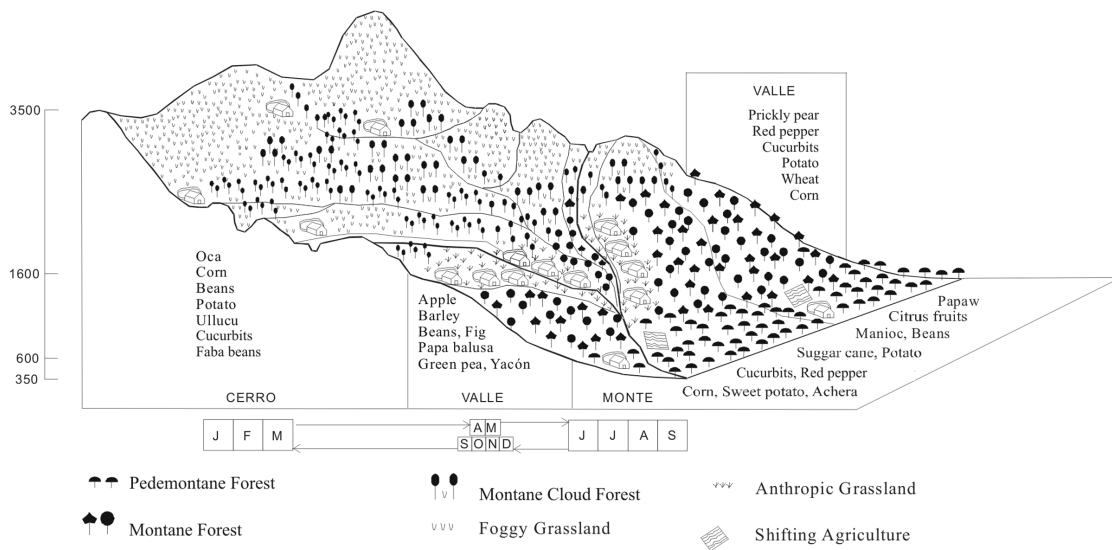 3500
1600
600
350
VALLE
Prickly pear
Red pepper
Cucurbits
Potato
Wheat
Corn
Oca
Corn
Beans
Potato
Ullucu
Cucurbits
Faba beans
Apple
Barley
Beans, Fig
Papa balusa
Green pea, Yacón
Papaw
Citrus fruits
Manioc, Beans
Suggar cane, Potato
Cucurbits, Red pepper
Corn, Sweet potato, Achera
CERRO VALLE MONTE
J F M
A M
S O N D
J J A S
Pedemontane Forest
Montane Forest
Montane Cloud Forest
Foggy Grassland
Anthropic Grassland
Shifting Agriculture